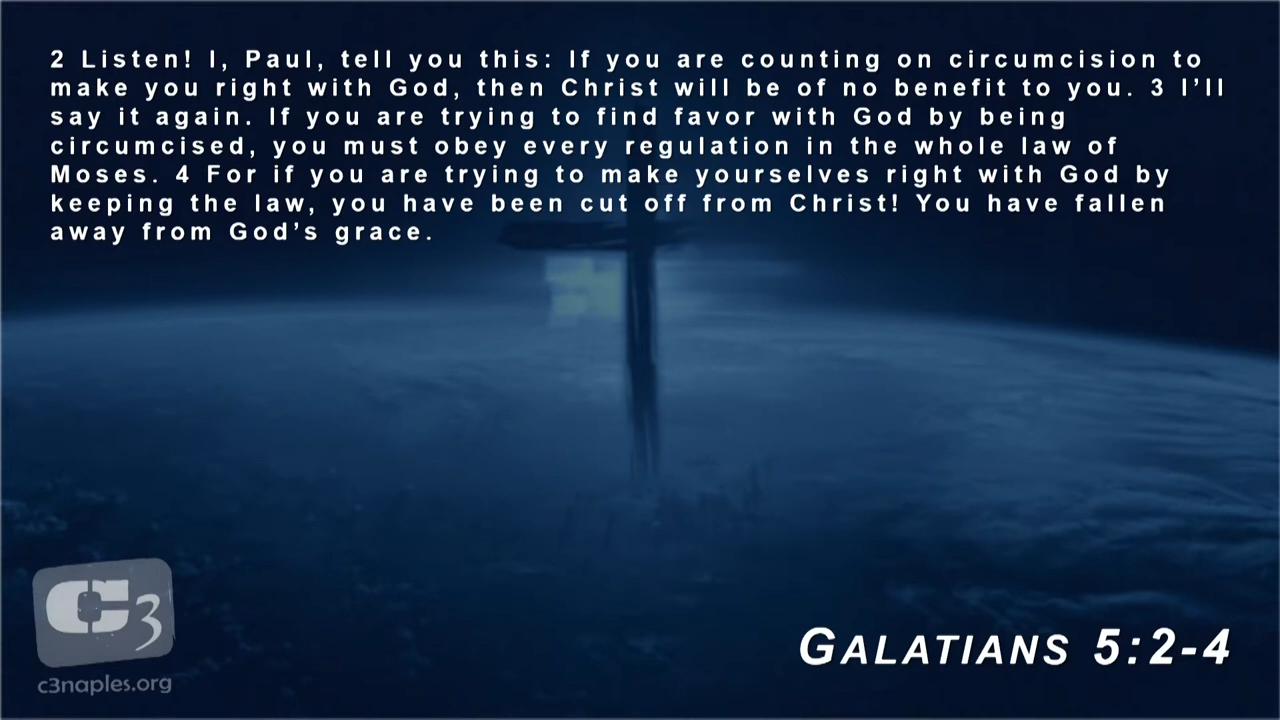 2 Listen! I, Paul, tell you this: If you are counting on circumcision to
make you right with God, then Christ will be of no benefit to you. 3 I’ll
say it again. If you are trying to find favor with God by being
circumcised, you must obey every regulation in the whole law of
Moses. 4 For if you are trying to make yourselves right with God by
keeping the law, you have been cut off from Christ! You have fallen
away from God’s grace.
C3
c3naples.org
GALATIANS 5:2-4